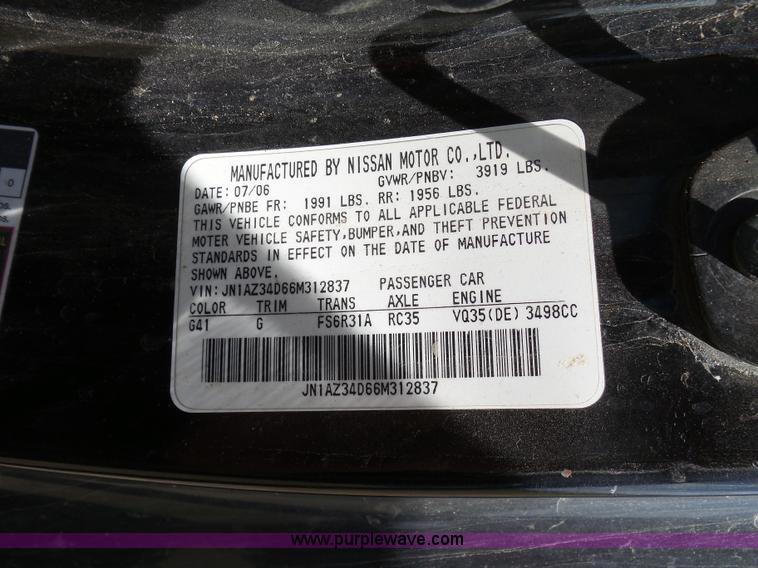 MANUFACTURED BY NISSAN MOTOR CO.,LTD.
DATE: 07/06 GVWR/PNBV: 3919 LBS.
GAWR/PNBE FR: 1991 LBS. RR: 1956 LBS.
THIS VEHICLE CONFORMS TO ALL APPLICABLE FEDERAL
MOTOR VEHICLE SAFETY,BUMPER,AND THEFT PREVENTION
STANDARDS IN EFFECT ON THE DATE OF MANUFACTURE
SHOWN ABOVE.
VIN: JN1AZ34D66M312837 PASSENGER CAR
COLOR TRIM TRANS AXLE ENGINE
G41 G FS6R31A RC35 VQ35(DE) 3498CC
JN1AZ34D66M312837
0
www.purplewave.com